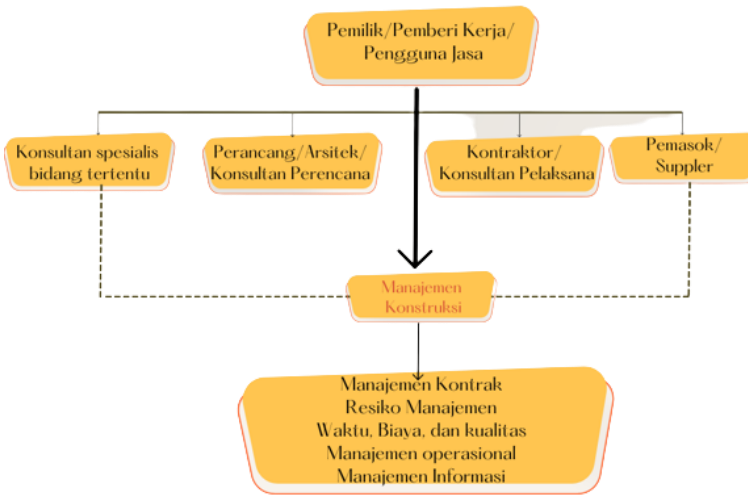 Pemilik/Pemberi Kerja/
Pengguna Jasa
Konsultan spesialis
bidang tertentu
Perancang/Arsitek/
Konsultan Perencana
Kontraktor/
Konsultan Pelaksana
Pemasok/
Suppler
Manajemen
Konstruksi
Manajemen Kontrak
Resiko Manajemen
Waktu, Biaya, dan kualitas
Manajemen operasional
Manajemen Informasi